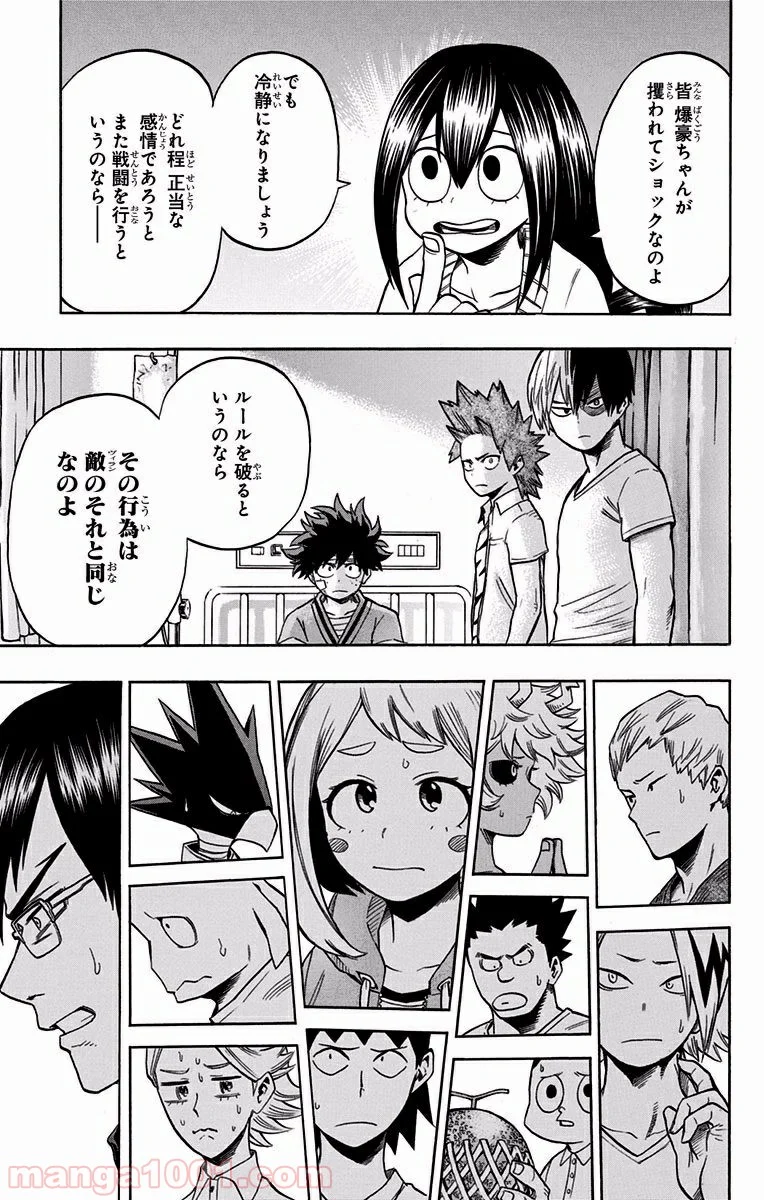 皆爆豪ちゃんが
攫われてショックなのよ
でも
冷静になりましょう
どれ程正当な
感情であろうと
また戦闘を行うと
いうのなら──
ルールを破ると
いうのなら
その行為は
敵のそれと同じ
なのよ
manga1001.com